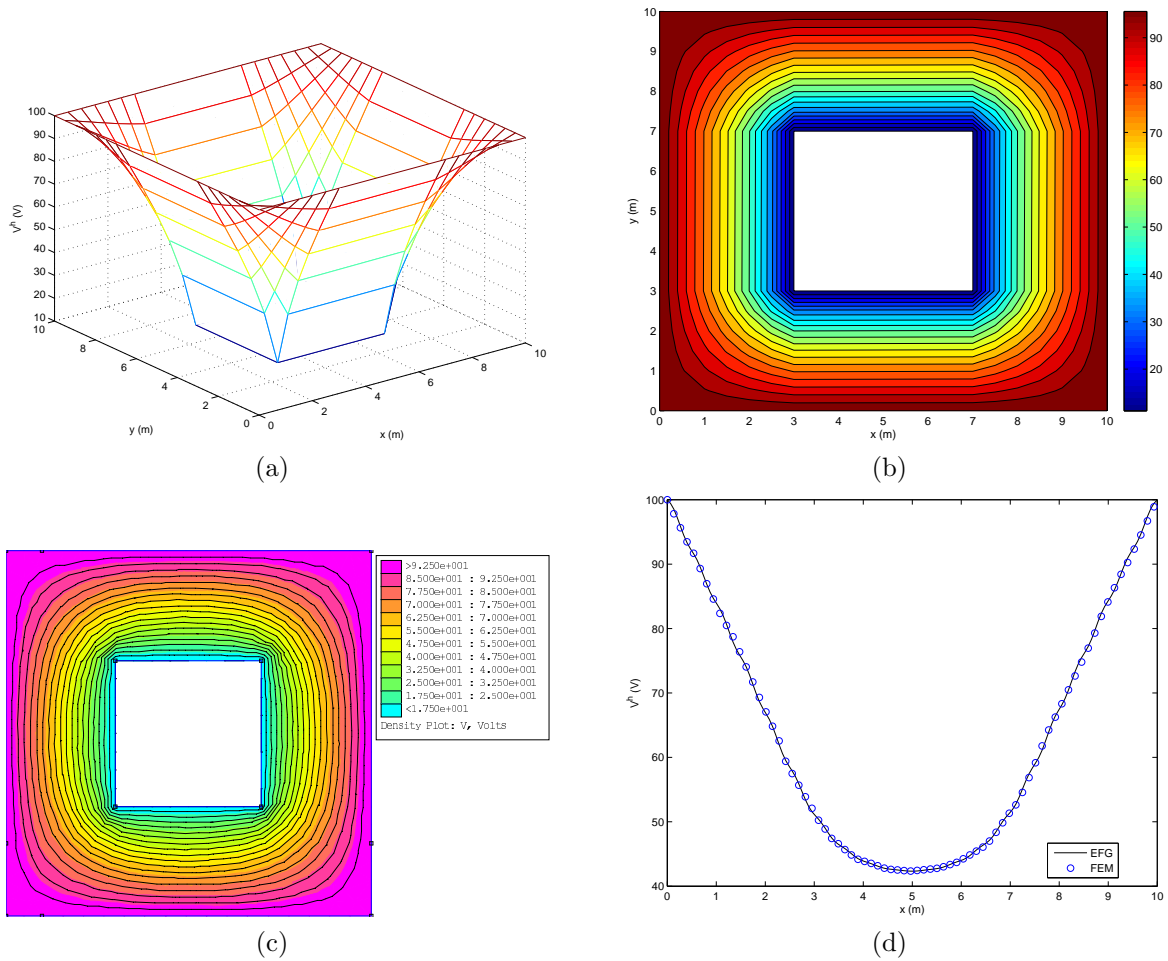 100
90
80
70
60
50
40
30
20
10
V^h (V)
10
8
6
4
2
0
y (m)
0
2
4
6
8
10
x (m)
(a)
10
9
8
7
6
5
4
3
2
1
0
y (m)
0 1 2 3 4 5 6 7 8 9 10
x (m)
90
80
70
60
50
40
30
20
(b)
>9.250e+001
8.500e+001 : 9.250e+001
7.750e+001 : 8.500e+001
7.000e+001 : 7.750e+001
6.250e+001 : 7.000e+001
5.500e+001 : 6.250e+001
4.750e+001 : 5.500e+001
4.000e+001 : 4.750e+001
3.250e+001 : 4.000e+001
2.500e+001 : 3.250e+001
1.750e+001 : 2.500e+001
<1.750e+001
Density Plot: V, Volts
(c)
100
90
80
70
60
50
40
V^h (V)
0 1 2 3 4 5 6 7 8 9 10
x (m)
EFG
FEM
(d)